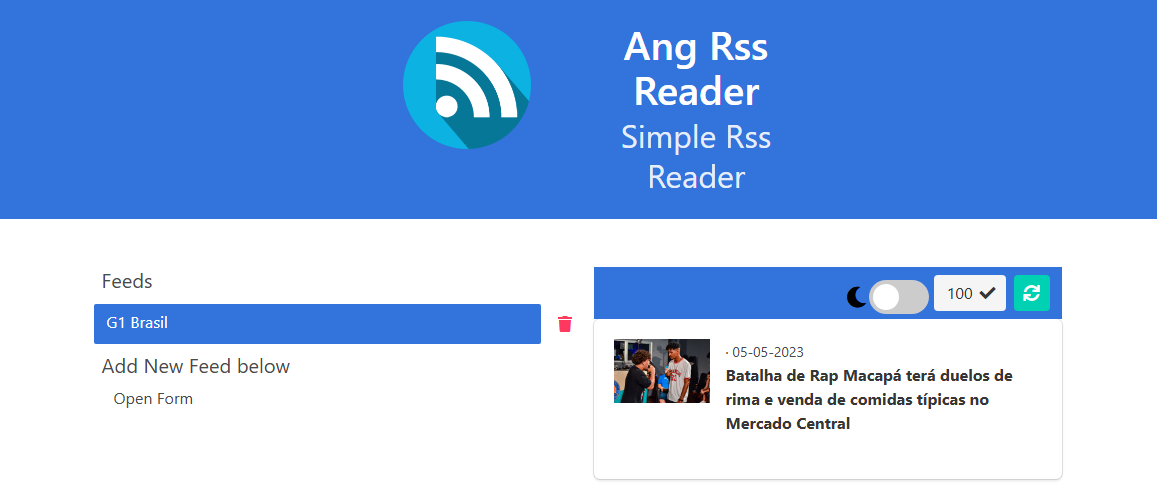 Ang Rss
Reader
Simple Rss
Reader
Feeds
G1 Brasil
Add New Feed below
Open Form
100
· 05-05-2023
Batalha de Rap Macapá terá duelos de
rima e venda de comidas típicas no
Mercado Central